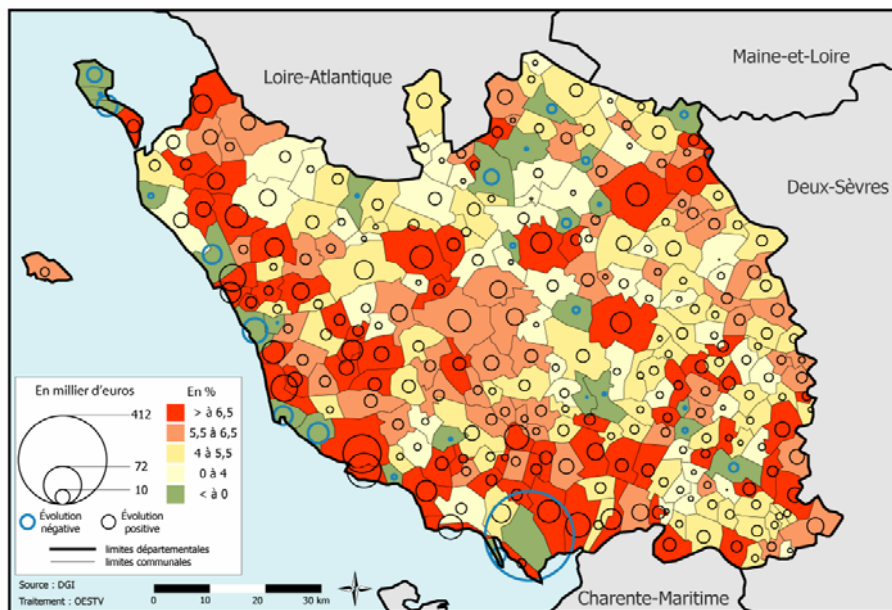 Maine-et-Loire
Loire-Atlantique
Deux-Sèvres
En millier d'euros
412
72
10
Évolution
négative
Évolution
positive
limites départementales
limites communales
En %
> à 6,5
5,5 à 6,5
4 à 5,5
0 à 4
< à 0
Source : DGI
Traitement : OESTV
0 10 20 30 km
Charente-Maritime